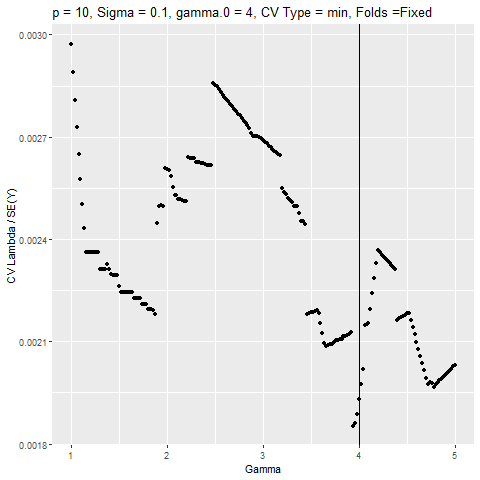 p = 10, Sigma = 0.1, gamma.0 = 4, CV Type = min, Folds =Fixed
0.0030
0.0027
0.0024
0.0021
0.0018
CV Lambda / SE(Y)
1 2 3 4 5
Gamma